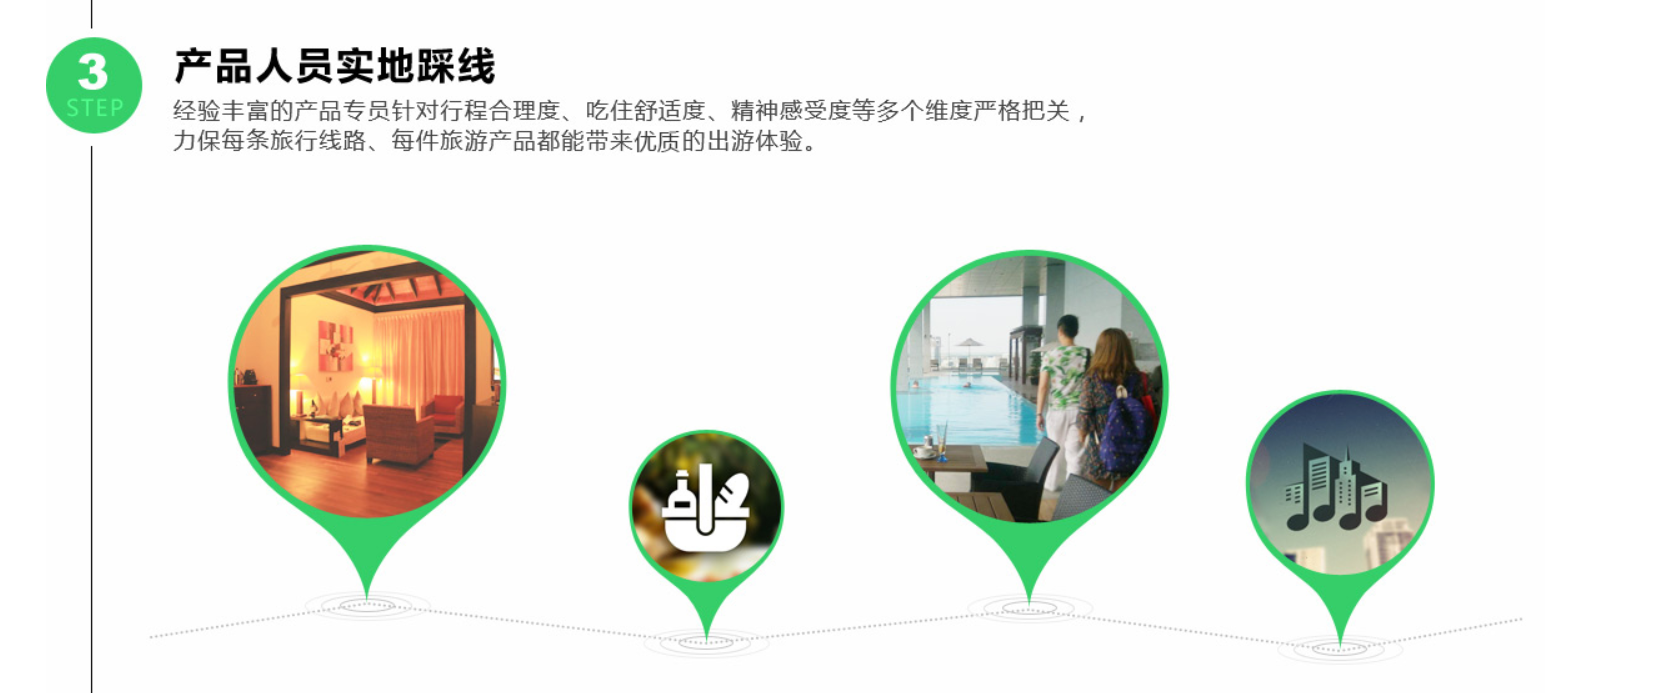 3
STEP
产品人员实地踩线
经验丰富的产品专员针对行程合理度、吃住舒适度、精神感受度等多个维度严格把关，
力保每条旅行线路、每件旅游产品都能带来优质的出游体验。